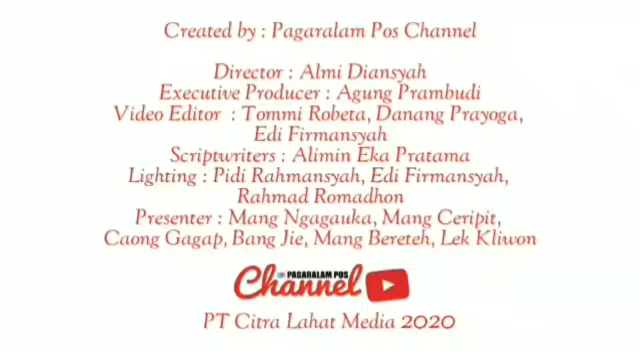 Created by : Pagaralam Pos Channel
Director : Almi Diansyah
Executive Producer : Agung Prambudi
Video Editor : Tommi Robeta, Danang Prayoga,
Edi Firmansyah
Scriptwriters : Alimin Eka Pratama
Lighting : Pidi Rahmansyah, Edi Firmansyah,
Rahmad Romadhon
Presenter : Mang Ngagauka, Mang Ceripit,
Caong Gagap, Bang Jie, Mang Bereteh, Lek Kliwon
PAGARALAM POS
Channel
PT Citra Lahat Media 2020